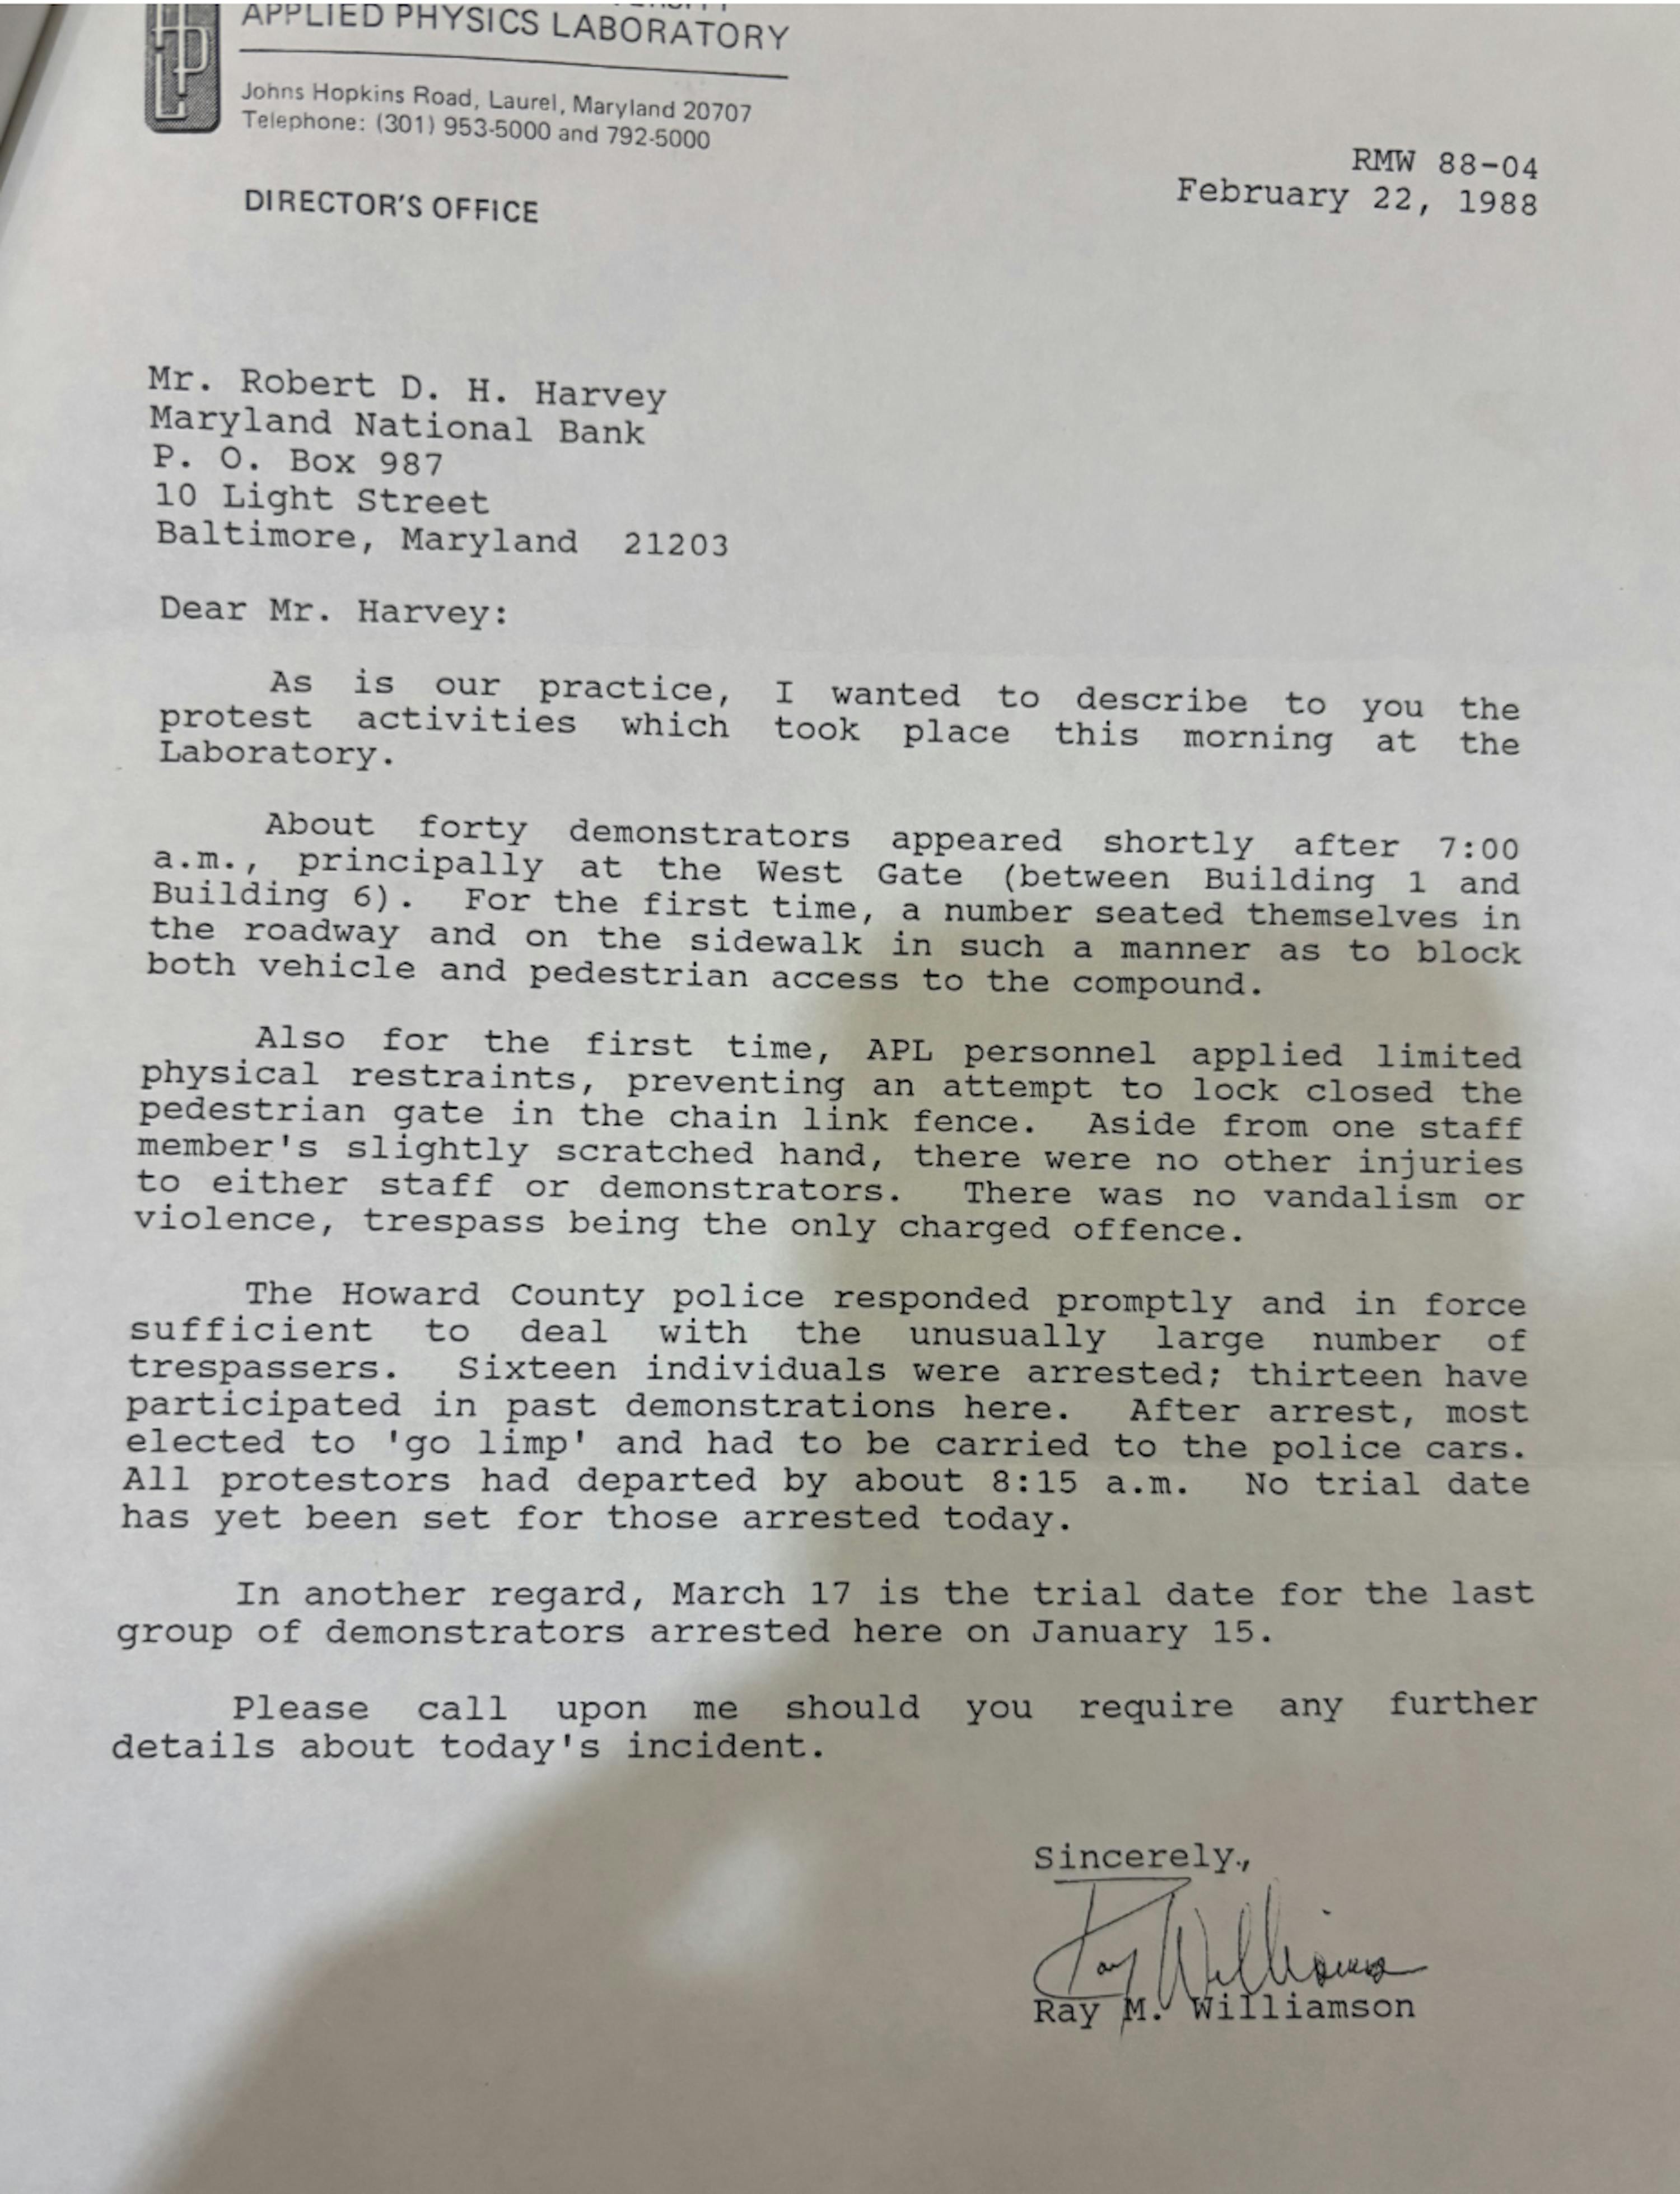 APPLIED PHYSICS LABORATORY
Johns Hopkins Road, Laurel, Maryland 20707
Telephone: (301) 953-5000 and 792-5000
DIRECTOR'S OFFICE
RMW 88-04
February 22, 1988
Mr. Robert D. H. Harvey
Maryland National Bank
P. O. Box 987
10 Light Street
Baltimore, Maryland 21203
Dear Mr. Harvey:
As is our practice, I wanted to describe to you the
protest activities which took place this morning at the
Laboratory.
About forty demonstrators appeared shortly after 7:00
a.m., principally at the West Gate (between Building 1 and
Building 6). For the first time, a number seated themselves in
the roadway and on the sidewalk in such a manner as to block
both vehicle and pedestrian access to the compound.
Also for the first time, APL personnel applied limited
physical restraints, preventing an attempt to lock closed the
pedestrian gate in the chain link fence. Aside from one staff
member's slightly scratched hand, there were no other injuries
to either staff or demonstrators. There was no vandalism or
violence, trespass being the only charged offence.
The Howard County police responded promptly and in force
sufficient to deal with the unusually large number of
trespassers. Sixteen individuals were arrested; thirteen have
participated in past demonstrations here. After arrest, most
elected to 'go limp' and had to be carried to the police cars.
All protestors had departed by about 8:15 a.m. No trial date
has yet been set for those arrested today.
In another regard, March 17 is the trial date for the last
group of demonstrators arrested here on January 15.
Please call upon me should you require any further
details about today's incident.
Sincerely,
Ray Williamson
Ray M. Williamson